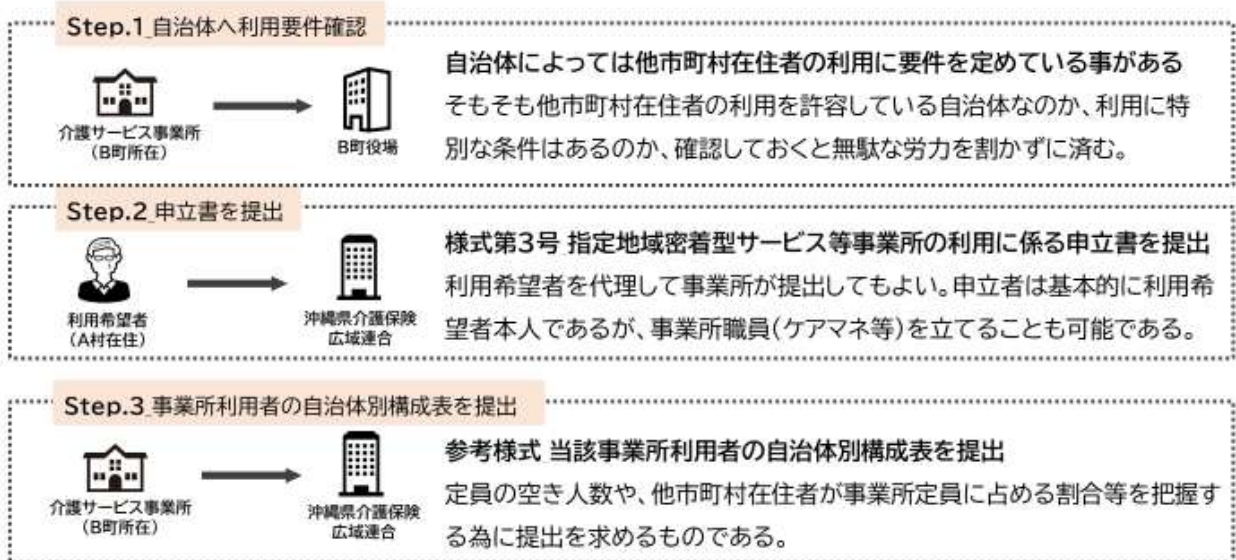 Step.1_自治体へ利用要件確認
介護サービス事業所
(B町所在)
B町役場
自治体によっては他市町村在住者の利用に要件を定めている事がある
そもそも他市町村在住者の利用を許容している自治体なのか、利用に特
別な条件はあるのか、確認しておくと無駄な労力を割かずに済む。
Step.2_申立書を提出
利用希望者
(A村在住)
沖縄県介護保険
広域連合
様式第3号 指定地域密着型サービス等事業所の利用に係る申立書を提出
利用希望者を代理して事業所が提出してもよい。申立者は基本的に利用希
望者本人であるが、事業所職員(ケアマネ等)を立てることも可能である。
Step.3_事業所利用者の自治体別構成表を提出
介護サービス事業所
(B町所在)
沖縄県介護保険
広域連合
参考様式 当該事業所利用者の自治体別構成表を提出
定員の空き人数や、他市町村在住者が事業所定員に占める割合等を把握す
る為に提出を求めるものである。